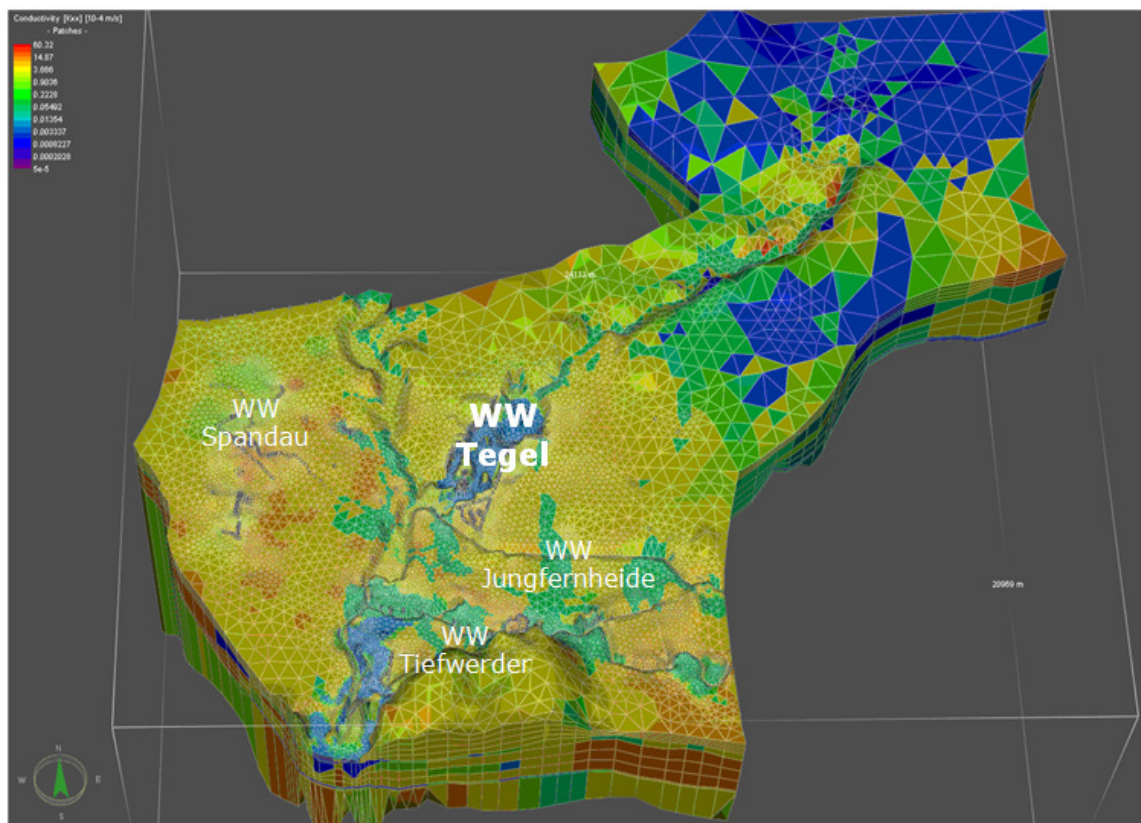 Conductivity [Kxx] [10-4 m/s]
- Patches -
60.32
14.87
3.666
0.9036
0.2228
0.05492
0.01354
0.003337
0.0008227
0.0002028
5e-5
24113 m
WW
Spandau
WW
Tegel
WW
Jungfernheide
20969 m
WW
Tiefwerder
N
W
E
S